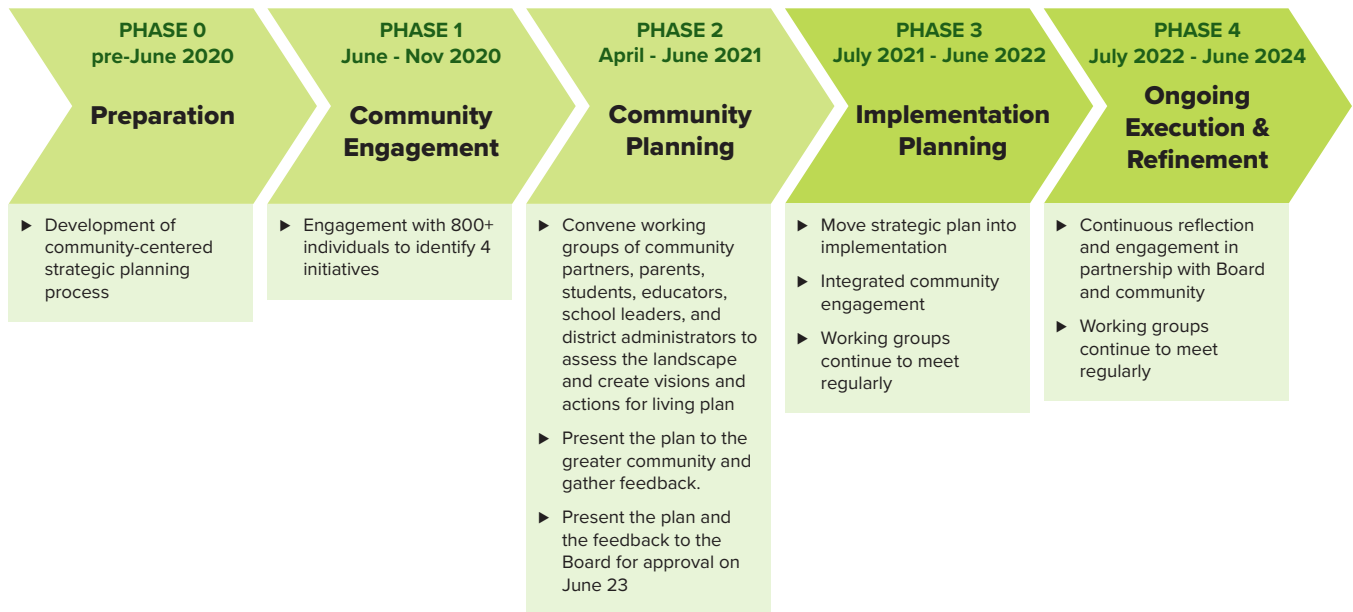 PHASE 0
pre-June 2020
Preparation
▶ Development of
community-centered
strategic planning
process
PHASE 1
June - Nov 2020
Community
Engagement
▶ Engagement with 800+
individuals to identify 4
initiatives
PHASE 2
April - June 2021
Community
Planning
▶ Convene working
groups of community
partners, parents,
students, educators,
school leaders, and
district administrators to
assess the landscape
and create visions and
actions for living plan
▶ Present the plan to the
greater community and
gather feedback.
▶ Present the plan and
the feedback to the
Board for approval on
June 23
PHASE 3
July 2021 - June 2022
Implementation
Planning
▶ Move strategic plan into
implementation
▶ Integrated community
engagement
▶ Working groups
continue to meet
regularly
PHASE 4
July 2022 - June 2024
Ongoing
Execution &
Refinement
▶ Continuous reflection
and engagement in
partnership with Board
and community
▶ Working groups
continue to meet
regularly